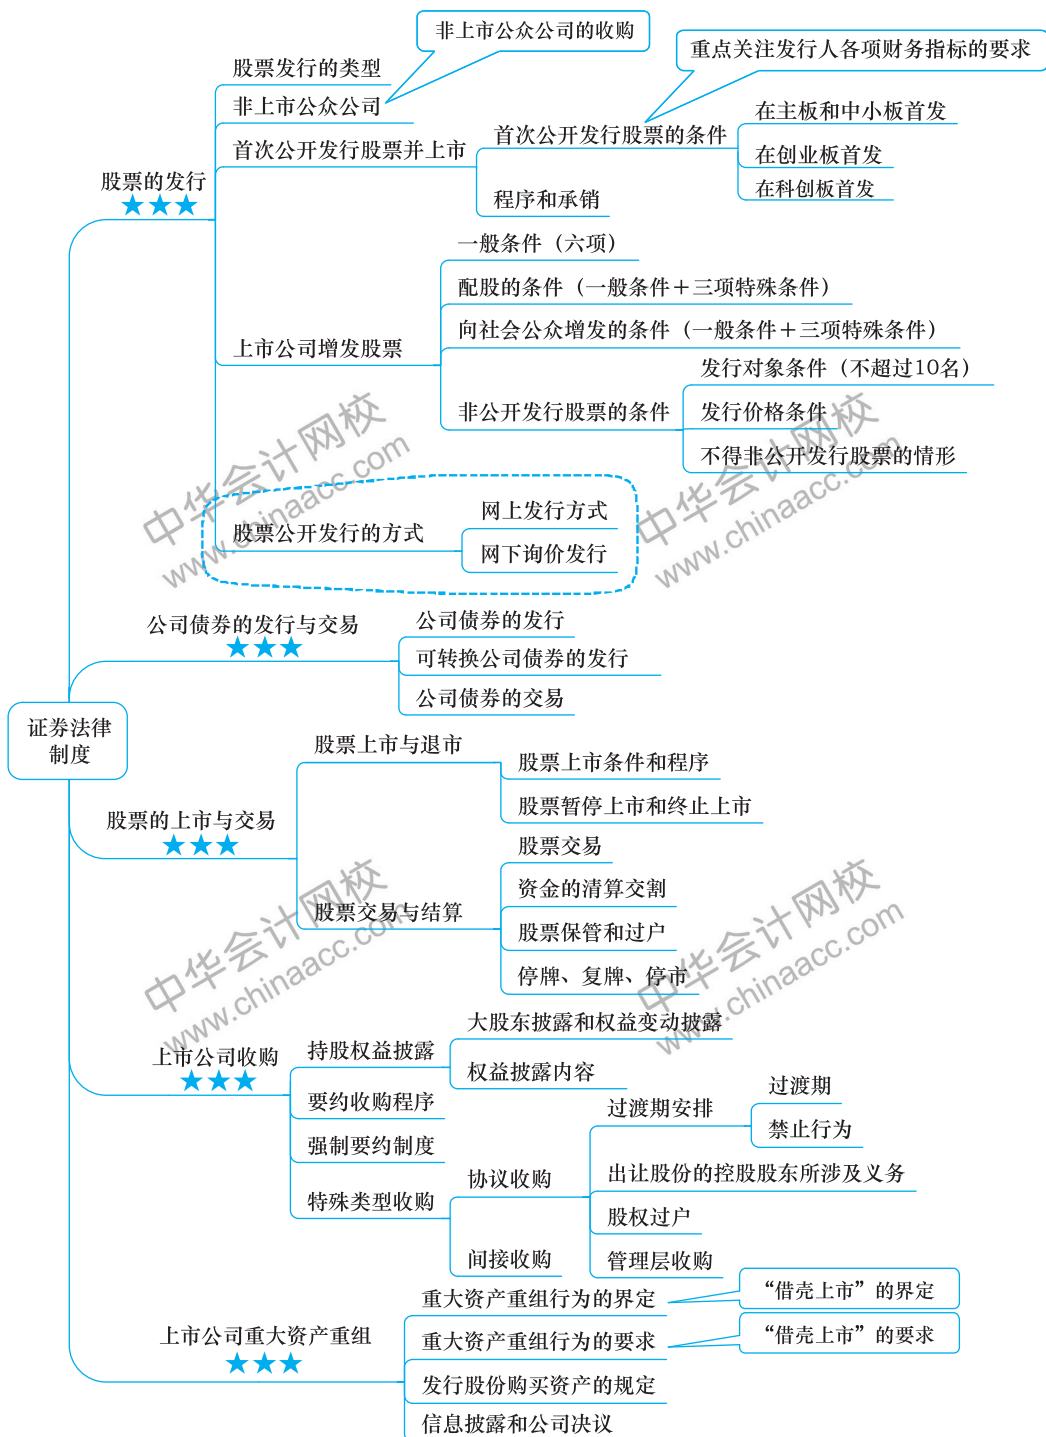 非上市公众公司的收购
重点关注发行人各项财务指标的要求
股票发行的类型
非上市公众公司
首次公开发行股票并上市
首次公开发行股票的条件
在主板和中小板首发
在创业板首发
在科创板首发
程序和承销
股票的发行
一般条件（六项）
配股的条件（一般条件＋三项特殊条件）
向社会公众增发的条件（一般条件＋三项特殊条件）
上市公司增发股票
发行对象条件（不超过10名）
非公开发行股票的条件
发行价格条件
不得非公开发行股票的情形
股票公开发行的方式
网上发行方式
网下询价发行
公司债券的发行与交易
公司债券的发行
可转换公司债券的发行
公司债券的交易
证券法律
制度
股票上市与退市
股票上市条件和程序
股票暂停上市和终止上市
股票的上市与交易
股票交易
资金的清算交割
股票交易与结算
股票保管和过户
停牌、复牌、停市
上市公司收购
持股权益披露
大股东披露和权益变动披露
权益披露内容
要约收购程序
强制要约制度
特殊类型收购
协议收购
过渡期安排
过渡期
禁止行为
出让股份的控股股东所涉及义务
股权过户
管理层收购
间接收购
上市公司重大资产重组
重大资产重组行为的界定
“借壳上市”的界定
重大资产重组行为的要求
“借壳上市”的要求
发行股份购买资产的规定
信息披露和公司决议
中华会计网校
www.chinaacc.com
中华会计网校
www.chinaacc.com
中华会计网校
www.chinaacc.com
中华会计网校
www.chinaacc.com